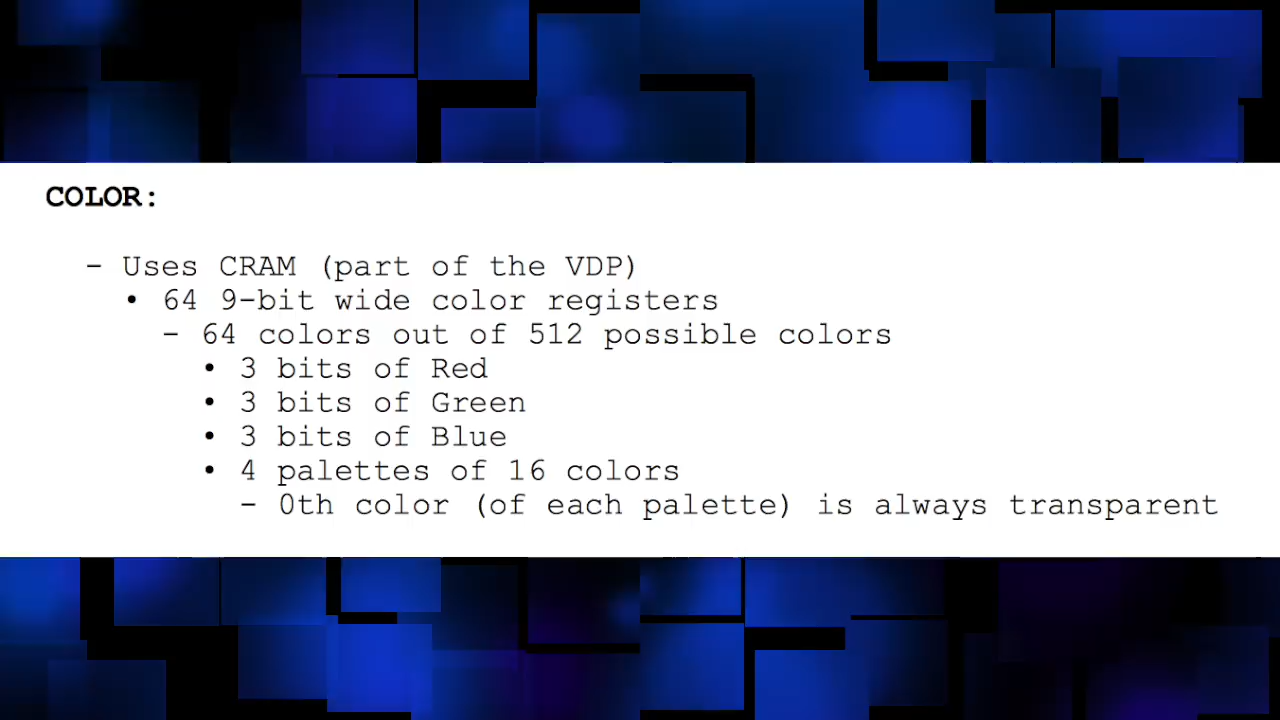 COLOR:
- Uses CRAM (part of the VDP)
• 64 9-bit wide color registers
- 64 colors out of 512 possible colors
• 3 bits of Red
• 3 bits of Green
• 3 bits of Blue
• 4 palettes of 16 colors
- 0th color (of each palette) is always transparent